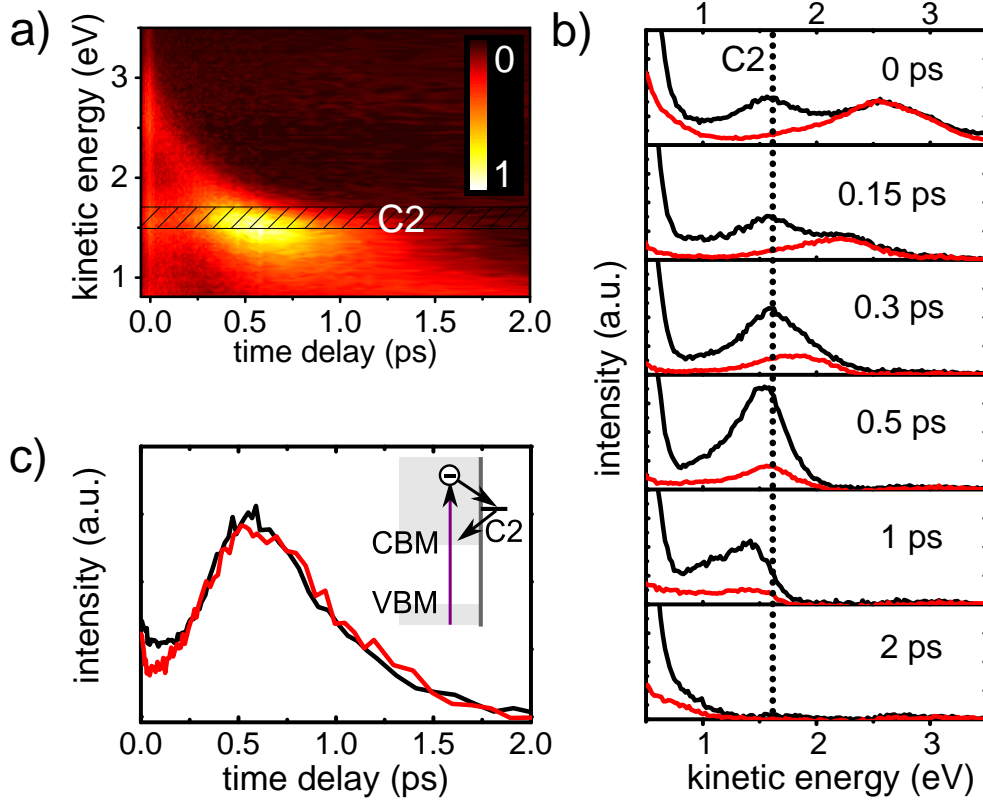 a)
kinetic energy (eV)
3
2
1
0
1
C2
0.0 0.5 1.0 1.5 2.0
time delay (ps)
b)
1 2 3
C2
0 ps
0.15 ps
0.3 ps
0.5 ps
1 ps
2 ps
intensity (a.u.)
1 2 3
kinetic energy (eV)
c)
intensity (a.u.)
CBM
C2
VBM
0.0 0.5 1.0 1.5 2.0
time delay (ps)